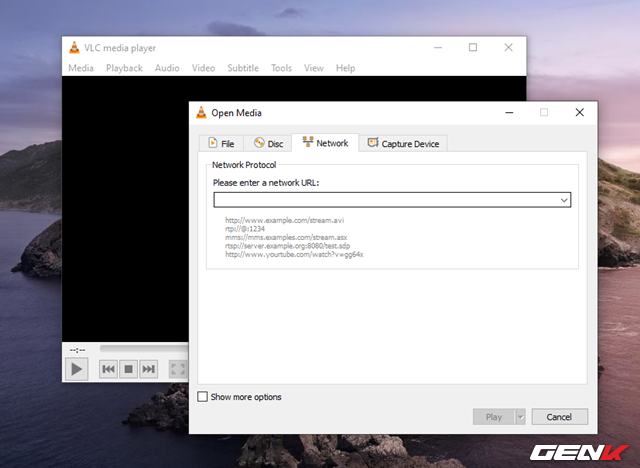 VLC media player
Media Playback Audio Video Subtitle Tools View Help
Open Media
File Disc Network Capture Device
Network Protocol
Please enter a network URL:
http://www.example.com/stream.avi
rtp://@:1234
mms://mms.examples.com/stream.asx
rtsp://server.example.org:8080/test.sdp
http://www.yourtube.com/watch?v=gg64x
--:--
Show more options
Play Cancel
GENK